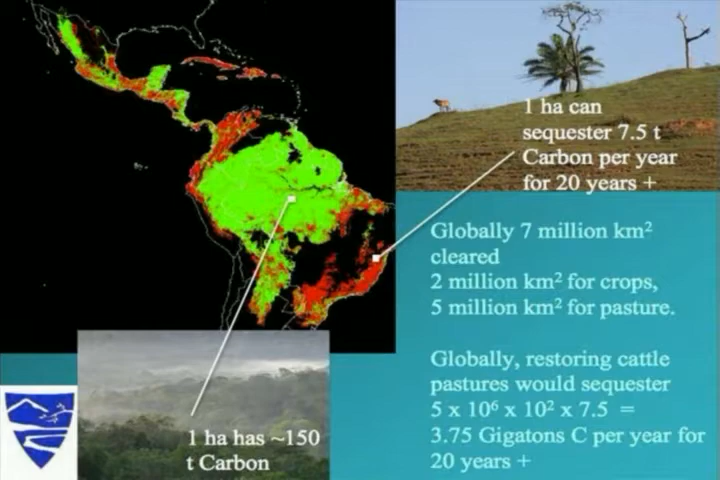 1 ha can
sequester 7.5 t
Carbon per year
for 20 years +
Globally 7 million km²
cleared
2 million km² for crops,
5 million km² for pasture.
Globally, restoring cattle
pastures would sequester
5 x 10⁶ x 10² x 7.5 =
3.75 Gigatons C per year for
20 years +
1 ha has ~150
t Carbon